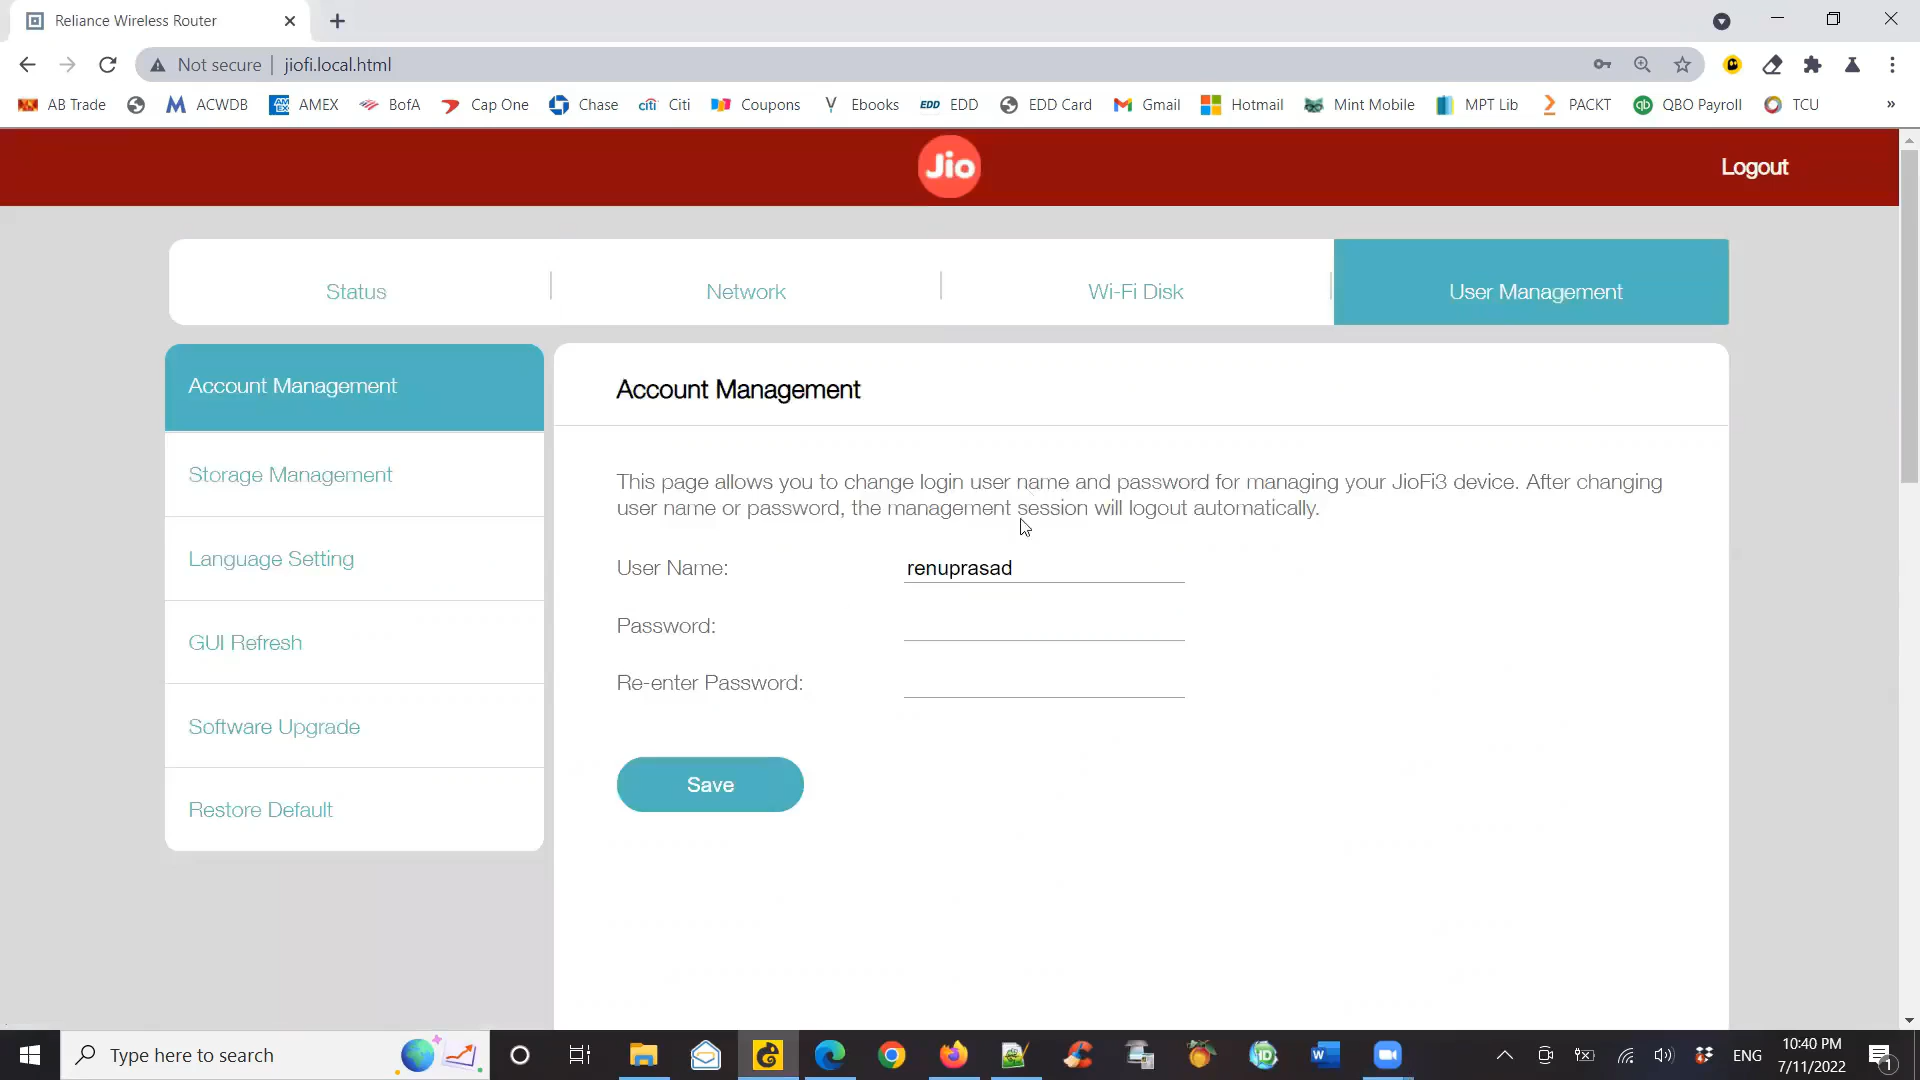 Reliance Wireless Router
Not secure | jiofi.local.html
AB Trade ACWDB AMEX BofA Cap One Chase citi Citi Coupons Ebooks EDD EDD EDD Card Gmail Hotmail Mint Mobile MPT Lib PACKT QBO Payroll TCU »
Jio
Logout
Status
Network
Wi-Fi Disk
User Management
Account Management
Storage Management
Language Setting
GUI Refresh
Software Upgrade
Restore Default
Account Management
This page allows you to change login user name and password for managing your JioFi3 device. After changing
user name or password, the management session will logout automatically.
User Name: renuprasad
Password:
Re-enter Password:
Save
Type here to search
ENG
10:40 PM
7/11/2022
1